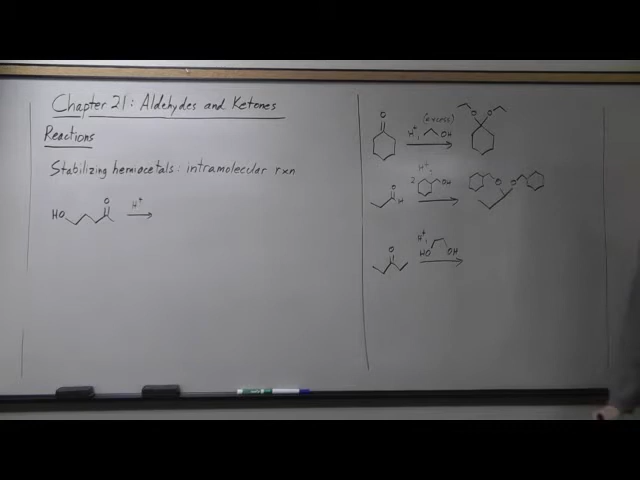 Chapter 21: Aldehydes and Ketones
Reactions
Stabilizing hemiacetals: intramolecular rxn
HO O H⁺
O H⁺, (excess) OH O O
O H 2 H⁺, OH O O
O H⁺, HO OH